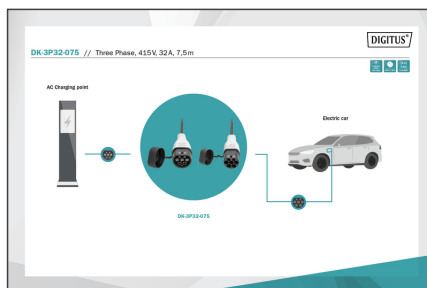 DIGITUS®
DK-3P32-075 // Three Phase, 415V, 32A, 7,5m
AC Charging point
Electric car
DK-3P32-075